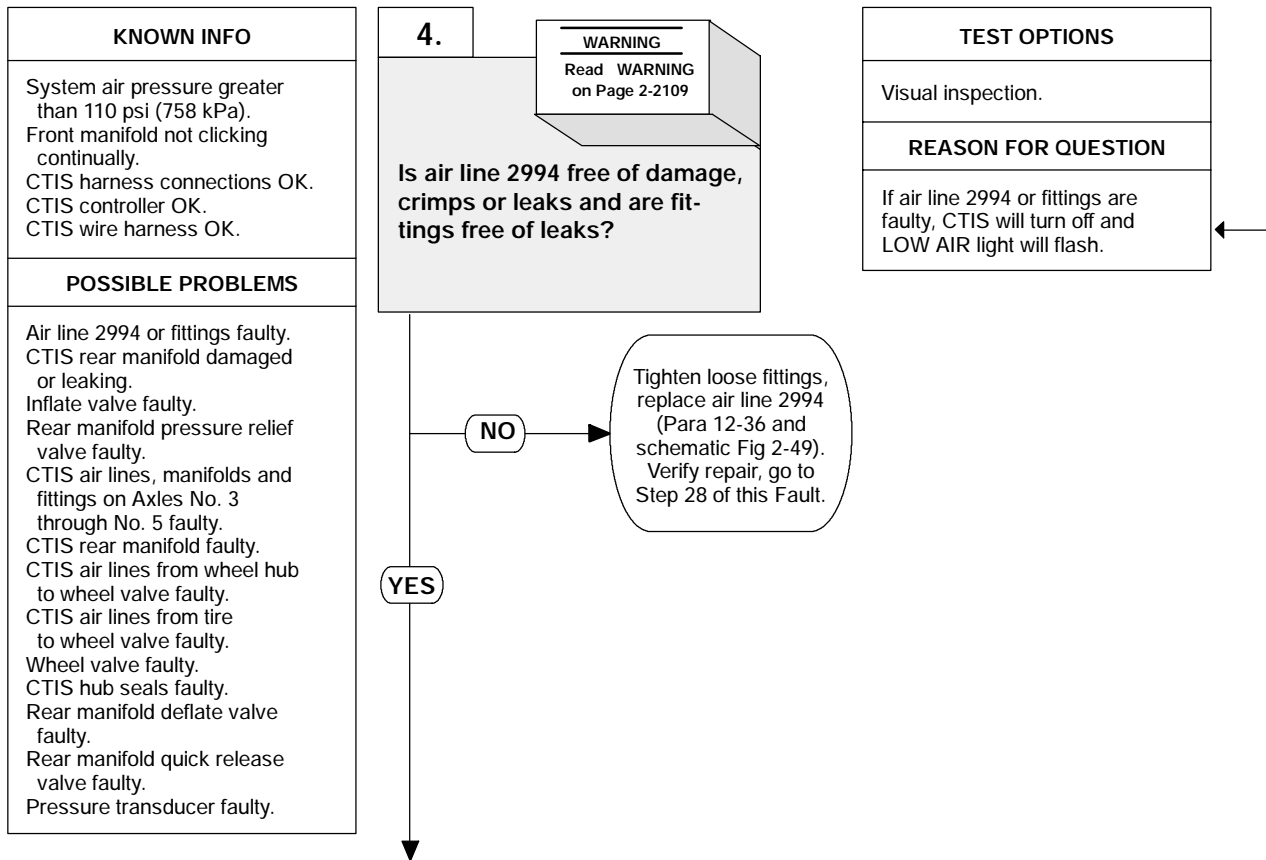 KNOWN INFO
System air pressure greater
than 110 psi (758 kPa).
Front manifold not clicking
continually.
CTIS harness connections OK.
CTIS controller OK.
CTIS wire harness OK.
POSSIBLE PROBLEMS
Air line 2994 or fittings faulty.
CTIS rear manifold damaged
or leaking.
Inflate valve faulty.
Rear manifold pressure relief
valve faulty.
CTIS air lines, manifolds and
fittings on Axles No. 3
through No. 5 faulty.
CTIS rear manifold faulty.
CTIS air lines from wheel hub
to wheel valve faulty.
CTIS air lines from tire
to wheel valve faulty.
Wheel valve faulty.
CTIS hub seals faulty.
Rear manifold deflate valve
faulty.
Rear manifold quick release
valve faulty.
Pressure transducer faulty.
4.
WARNING
Read WARNING
on Page 2-2109
Is air line 2994 free of damage,
crimps or leaks and are fit-
tings free of leaks?
NO
Tighten loose fittings,
replace air line 2994
(Para 12-36 and
schematic Fig 2-49).
Verify repair, go to
Step 28 of this Fault.
YES
TEST OPTIONS
Visual inspection.
REASON FOR QUESTION
If air line 2994 or fittings are
faulty, CTIS will turn off and
LOW AIR light will flash.